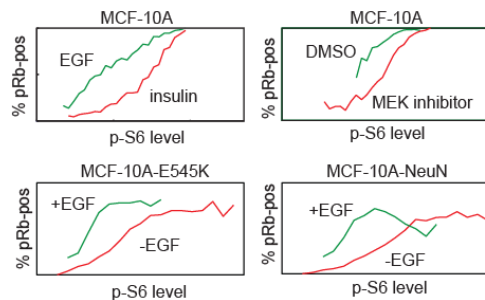 MCF-10A
% pRb-pos
EGF
insulin
p-S6 level
MCF-10A
% pRb-pos
DMSO
MEK inhibitor
p-S6 level
MCF-10A-E545K
% pRb-pos
+EGF
-EGF
p-S6 level
MCF-10A-NeuN
% pRb-pos
+EGF
-EGF
p-S6 level